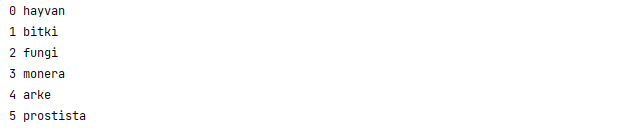 0 hayvan
1 bitki
2 fungi
3 monera
4 arke
5 prostista